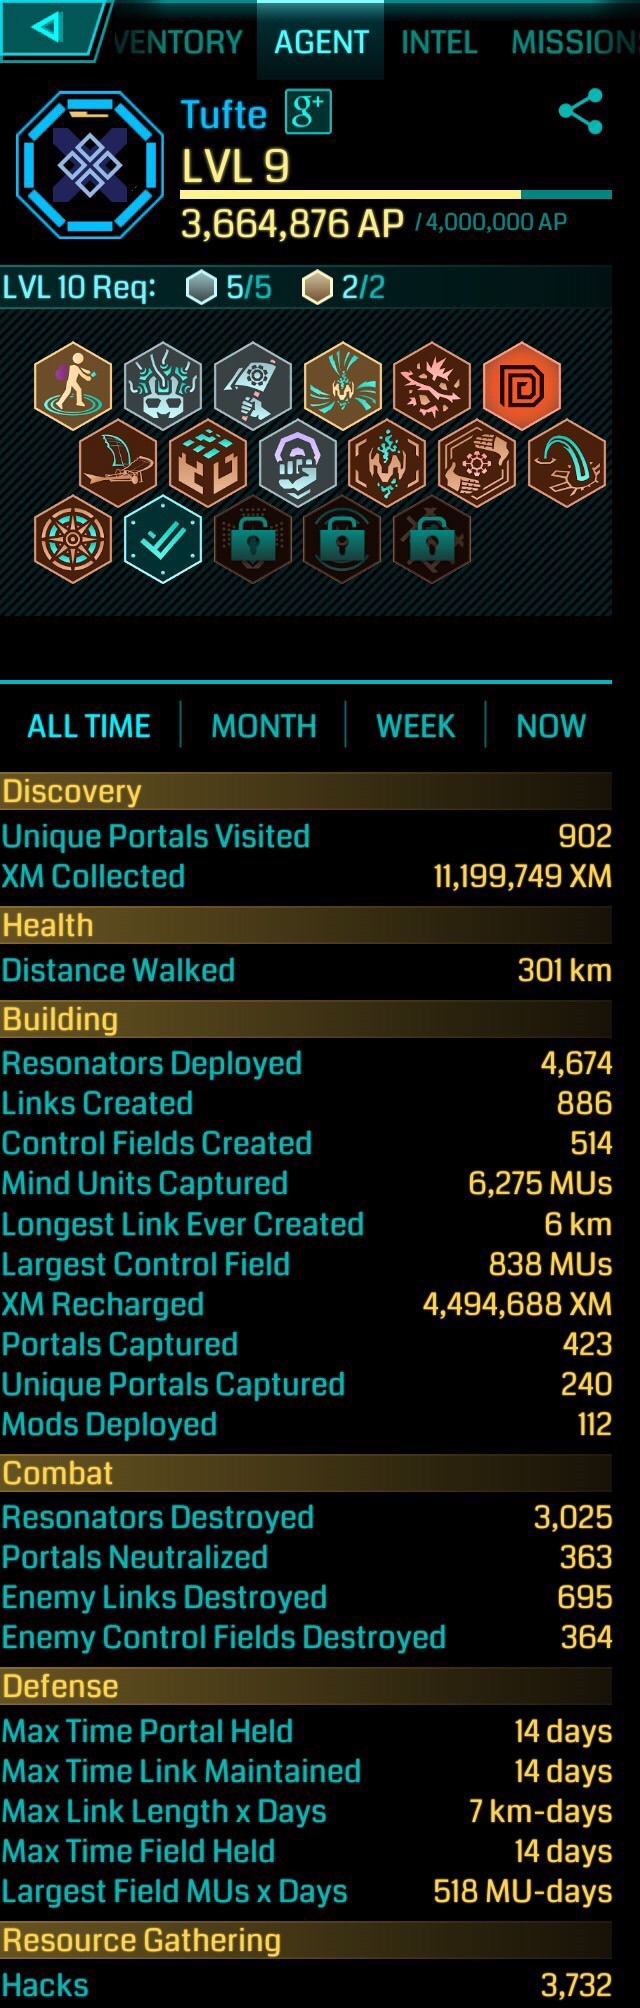 VENTORY AGENT INTEL MISSION
Tufte g+
LVL 9
3,664,876 AP / 4,000,000 AP
LVL 10 Req: 5/5 2/2
ALL TIME MONTH WEEK NOW
Discovery
Unique Portals Visited 902
XM Collected 11,199,749 XM
Health
Distance Walked 301 km
Building
Resonators Deployed 4,674
Links Created 886
Control Fields Created 514
Mind Units Captured 6,275 MUs
Longest Link Ever Created 6 km
Largest Control Field 838 MUs
XM Recharged 4,494,688 XM
Portals Captured 423
Unique Portals Captured 240
Mods Deployed 112
Combat
Resonators Destroyed 3,025
Portals Neutralized 363
Enemy Links Destroyed 695
Enemy Control Fields Destroyed 364
Defense
Max Time Portal Held 14 days
Max Time Link Maintained 14 days
Max Link Length x Days 7 km-days
Max Time Field Held 14 days
Largest Field MUs x Days 518 MU-days
Resource Gathering
Hacks 3,732